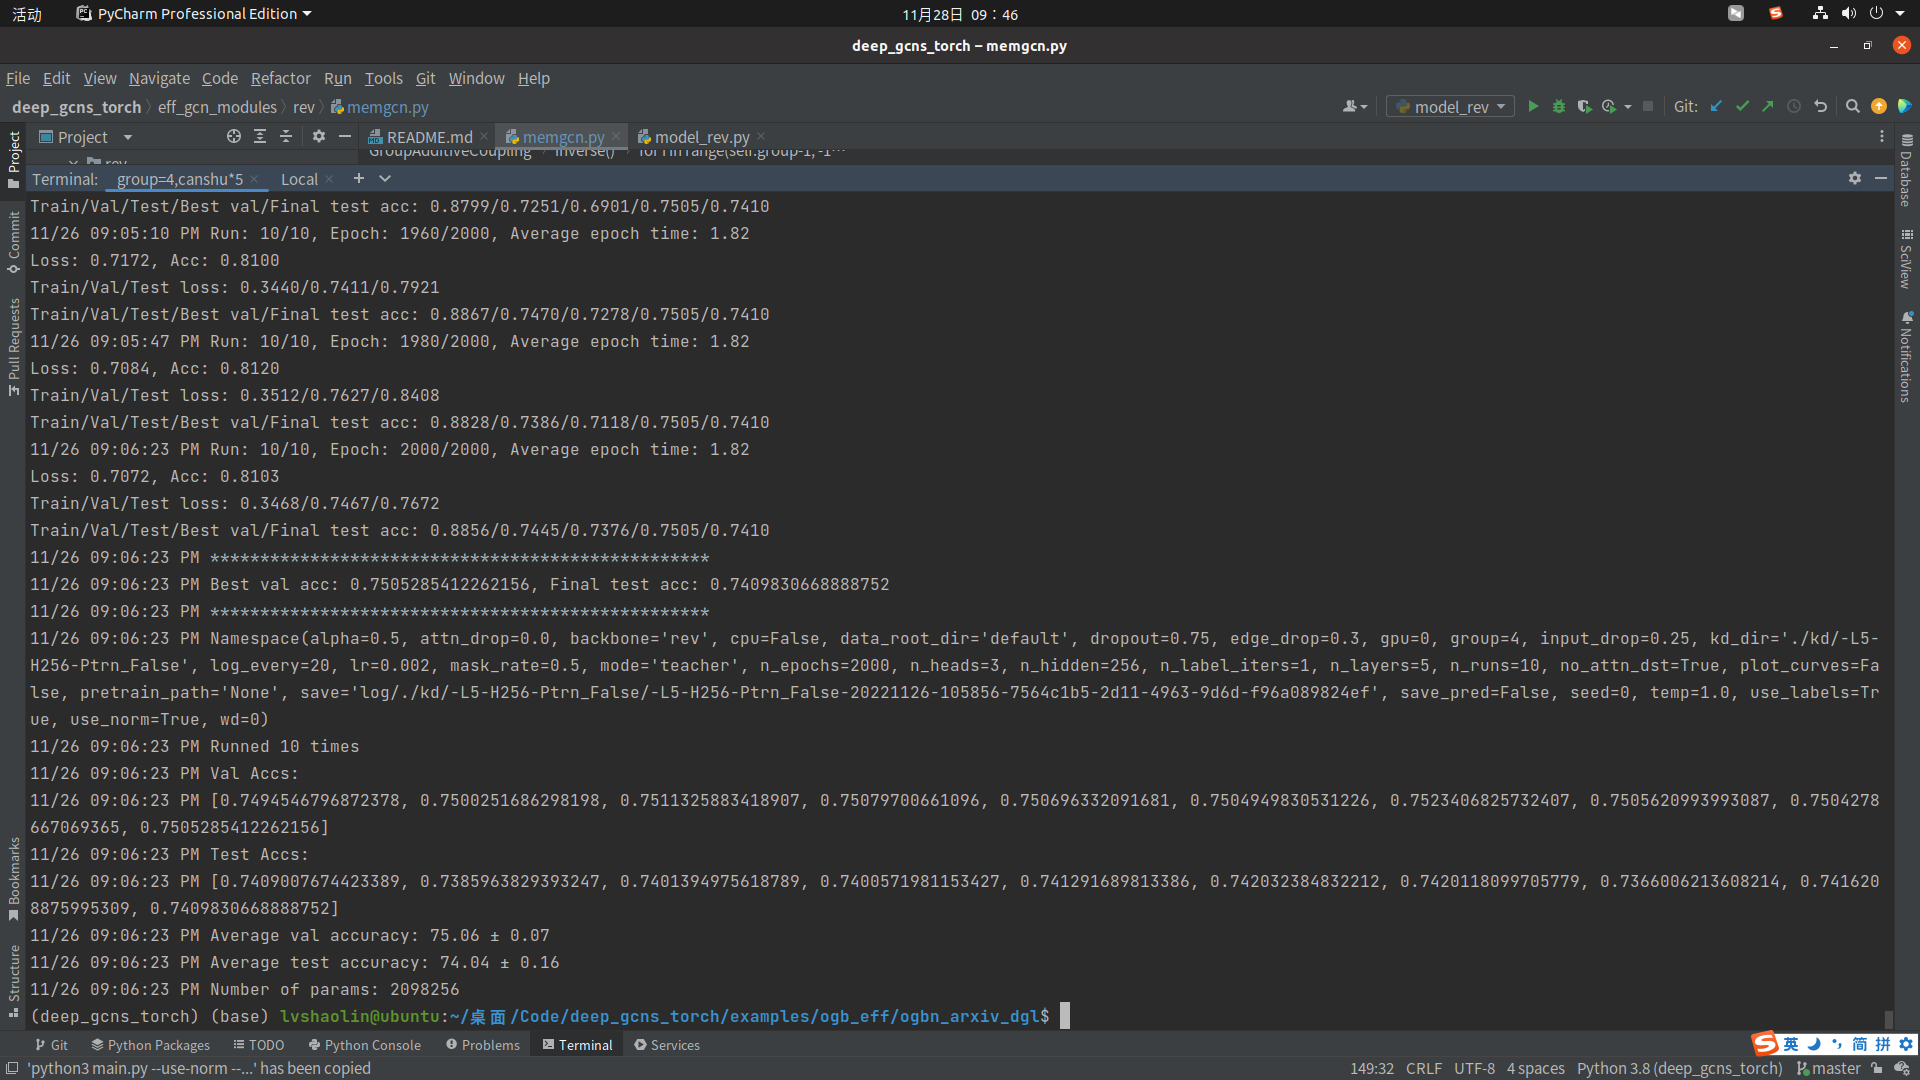 活动 PyCharm Professional Edition 11月28日 09：46
deep_gcns_torch – memgcn.py
File Edit View Navigate Code Refactor Run Tools Git Window Help
deep_gcns_torch eff_gcn_modules rev memgcn.py model_rev Git:
Project README.md memgcn.py model_rev.py
rev GroupAdditiveCoupling inverse() for i in range(self.group-1, -1...
Terminal: group=4,canshu*5 Local
Train/Val/Test/Best val/Final test acc: 0.8799/0.7251/0.6901/0.7505/0.7410
11/26 09:05:10 PM Run: 10/10, Epoch: 1960/2000, Average epoch time: 1.82
Loss: 0.7172, Acc: 0.8100
Train/Val/Test loss: 0.3440/0.7411/0.7921
Train/Val/Test/Best val/Final test acc: 0.8867/0.7470/0.7278/0.7505/0.7410
11/26 09:05:47 PM Run: 10/10, Epoch: 1980/2000, Average epoch time: 1.82
Loss: 0.7084, Acc: 0.8120
Train/Val/Test loss: 0.3512/0.7627/0.8408
Train/Val/Test/Best val/Final test acc: 0.8828/0.7386/0.7118/0.7505/0.7410
11/26 09:06:23 PM Run: 10/10, Epoch: 2000/2000, Average epoch time: 1.82
Loss: 0.7072, Acc: 0.8103
Train/Val/Test loss: 0.3468/0.7467/0.7672
Train/Val/Test/Best val/Final test acc: 0.8856/0.7445/0.7376/0.7505/0.7410
11/26 09:06:23 PM **************************************************
11/26 09:06:23 PM Best val acc: 0.7505285412262156, Final test acc: 0.7409830668888752
11/26 09:06:23 PM **************************************************
11/26 09:06:23 PM Namespace(alpha=0.5, attn_drop=0.0, backbone='rev', cpu=False, data_root_dir='default', dropout=0.75, edge_drop=0.3, gpu=0, group=4, input_drop=0.25, kd_dir='./kd/-L5-
H256-Ptrn_False', log_every=20, lr=0.002, mask_rate=0.5, mode='teacher', n_epochs=2000, n_heads=3, n_hidden=256, n_label_iters=1, n_layers=5, n_runs=10, no_attn_dst=True, plot_curves=Fa
lse, pretrain_path='None', save='log/./kd/-L5-H256-Ptrn_False/-L5-H256-Ptrn_False-20221126-105856-7564c1b5-2d11-4963-9d6d-f96a089824ef', save_pred=False, seed=0, temp=1.0, use_labels=Tr
ue, use_norm=True, wd=0)
11/26 09:06:23 PM Runned 10 times
11/26 09:06:23 PM Val Accs:
11/26 09:06:23 PM [0.7494546796872378, 0.7500251686298198, 0.7511325883418907, 0.75079700661096, 0.750696332091681, 0.7504949830531226, 0.7523406825732407, 0.7505620993993087, 0.7504278
667069365, 0.7505285412262156]
11/26 09:06:23 PM Test Accs:
11/26 09:06:23 PM [0.7409007674423389, 0.7385963829393247, 0.7401394975618789, 0.7400571981153427, 0.741291689813386, 0.742032384832212, 0.7420118099705779, 0.7366006213608214, 0.741620
8875995309, 0.7409830668888752]
11/26 09:06:23 PM Average val accuracy: 75.06 ± 0.07
11/26 09:06:23 PM Average test accuracy: 74.04 ± 0.16
11/26 09:06:23 PM Number of params: 2098256
(deep_gcns_torch) (base) lvshaolin@ubuntu:~/桌面/Code/deep_gcns_torch/examples/ogb_eff/ogbn_arxiv_dgl$
Project
Commit
Pull Requests
Bookmarks
Structure
Database
SciView
Notifications
Git Python Packages TODO Python Console Problems Terminal Services
英 简 拼
'python3 main.py --use-norm --...' has been copied 149:32 CRLF UTF-8 4 spaces Python 3.8 (deep_gcns_torch) master